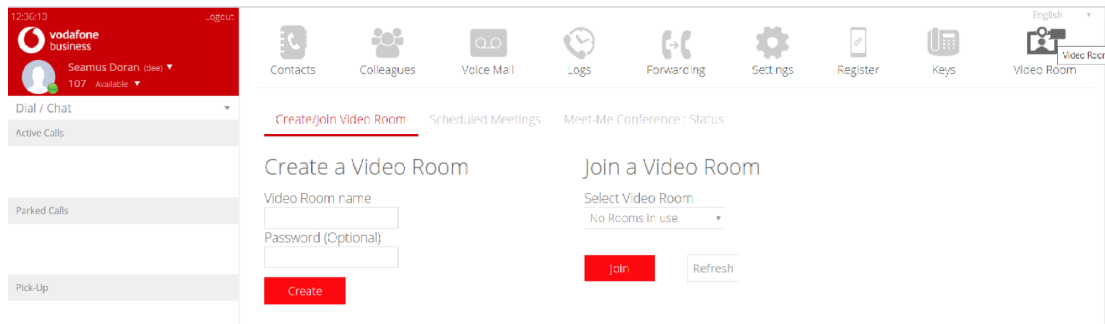 12:36:10 Logout
vodafone
business
Seamus Doran (dee) ▼
107 Available ▼
Dial / Chat
Active Calls
Parked Calls
Pick-Up
English
Contacts Colleagues Voice Mail Logs Forwarding Settings Register Keys Video Room
Video Room
Create/Join Video Room Scheduled Meetings Meet-Me Conference : Status
Create a Video Room
Video Room name
Password (Optional)
Create
Join a Video Room
Select Video Room
No Rooms in use
Join Refresh